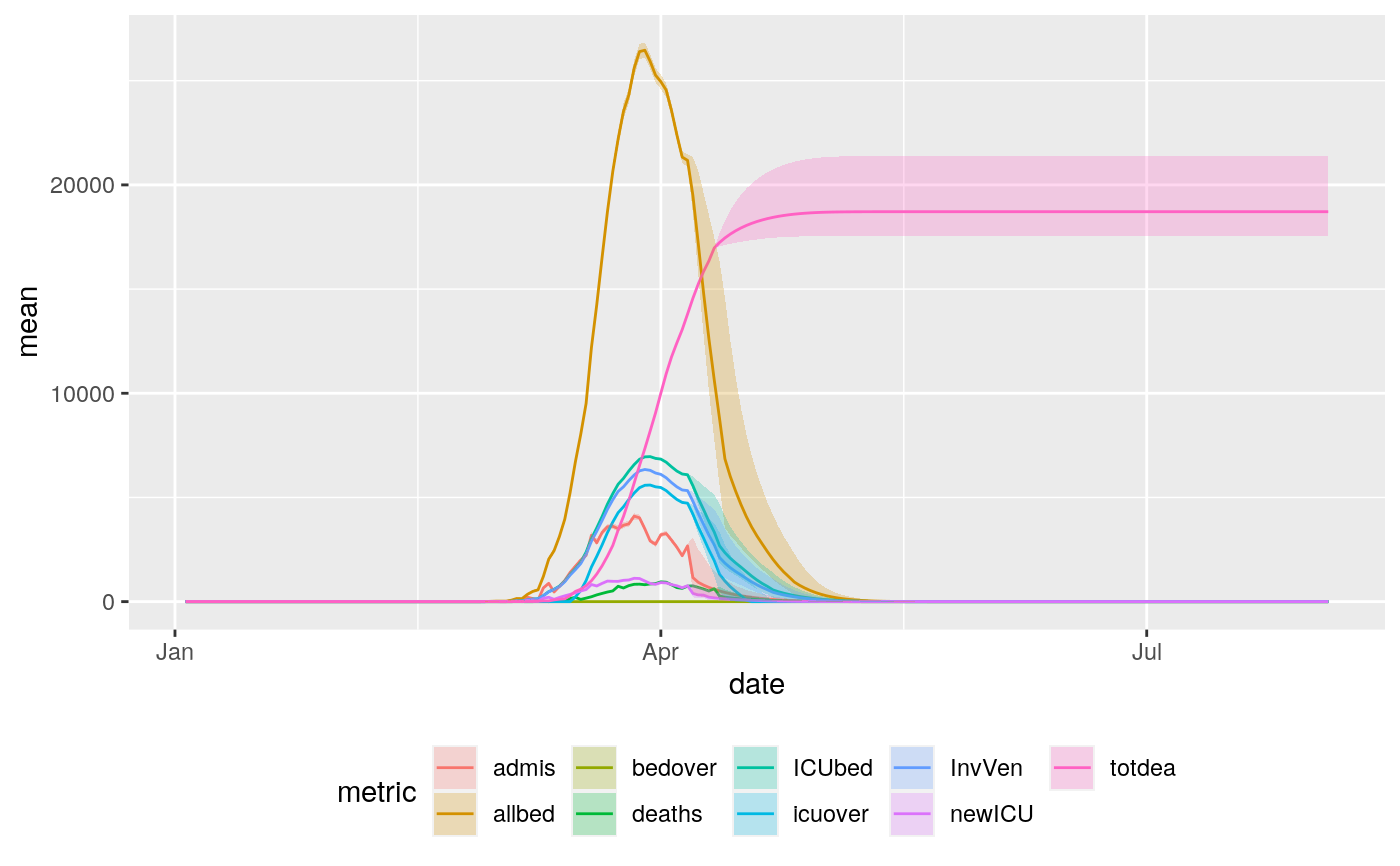 mean
20000
10000
0
Jan Apr Jul
date
metric
admis bedover ICUbed InvVen totdea
allbed deaths icuover newICU